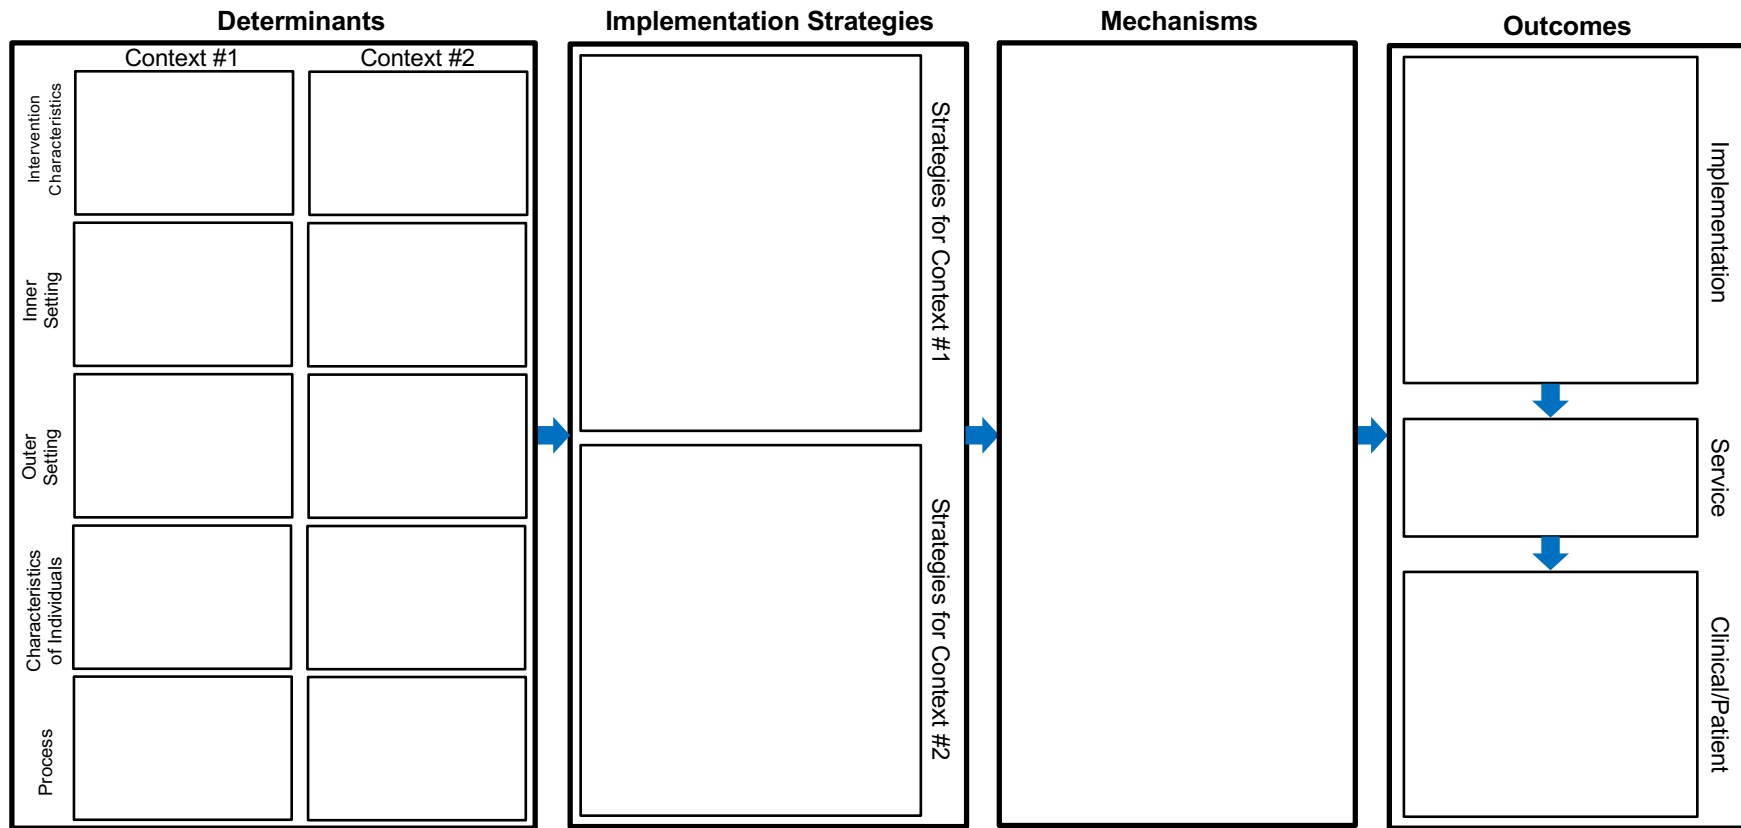 Determinants
Implementation Strategies
Mechanisms
Outcomes
Context #1
Context #2
Intervention
Characteristics
Inner
Setting
Outer
Setting
Characteristics
of Individuals
Process
Strategies for Context #1
Strategies for Context #2
Implementation
Service
Clinical/Patient